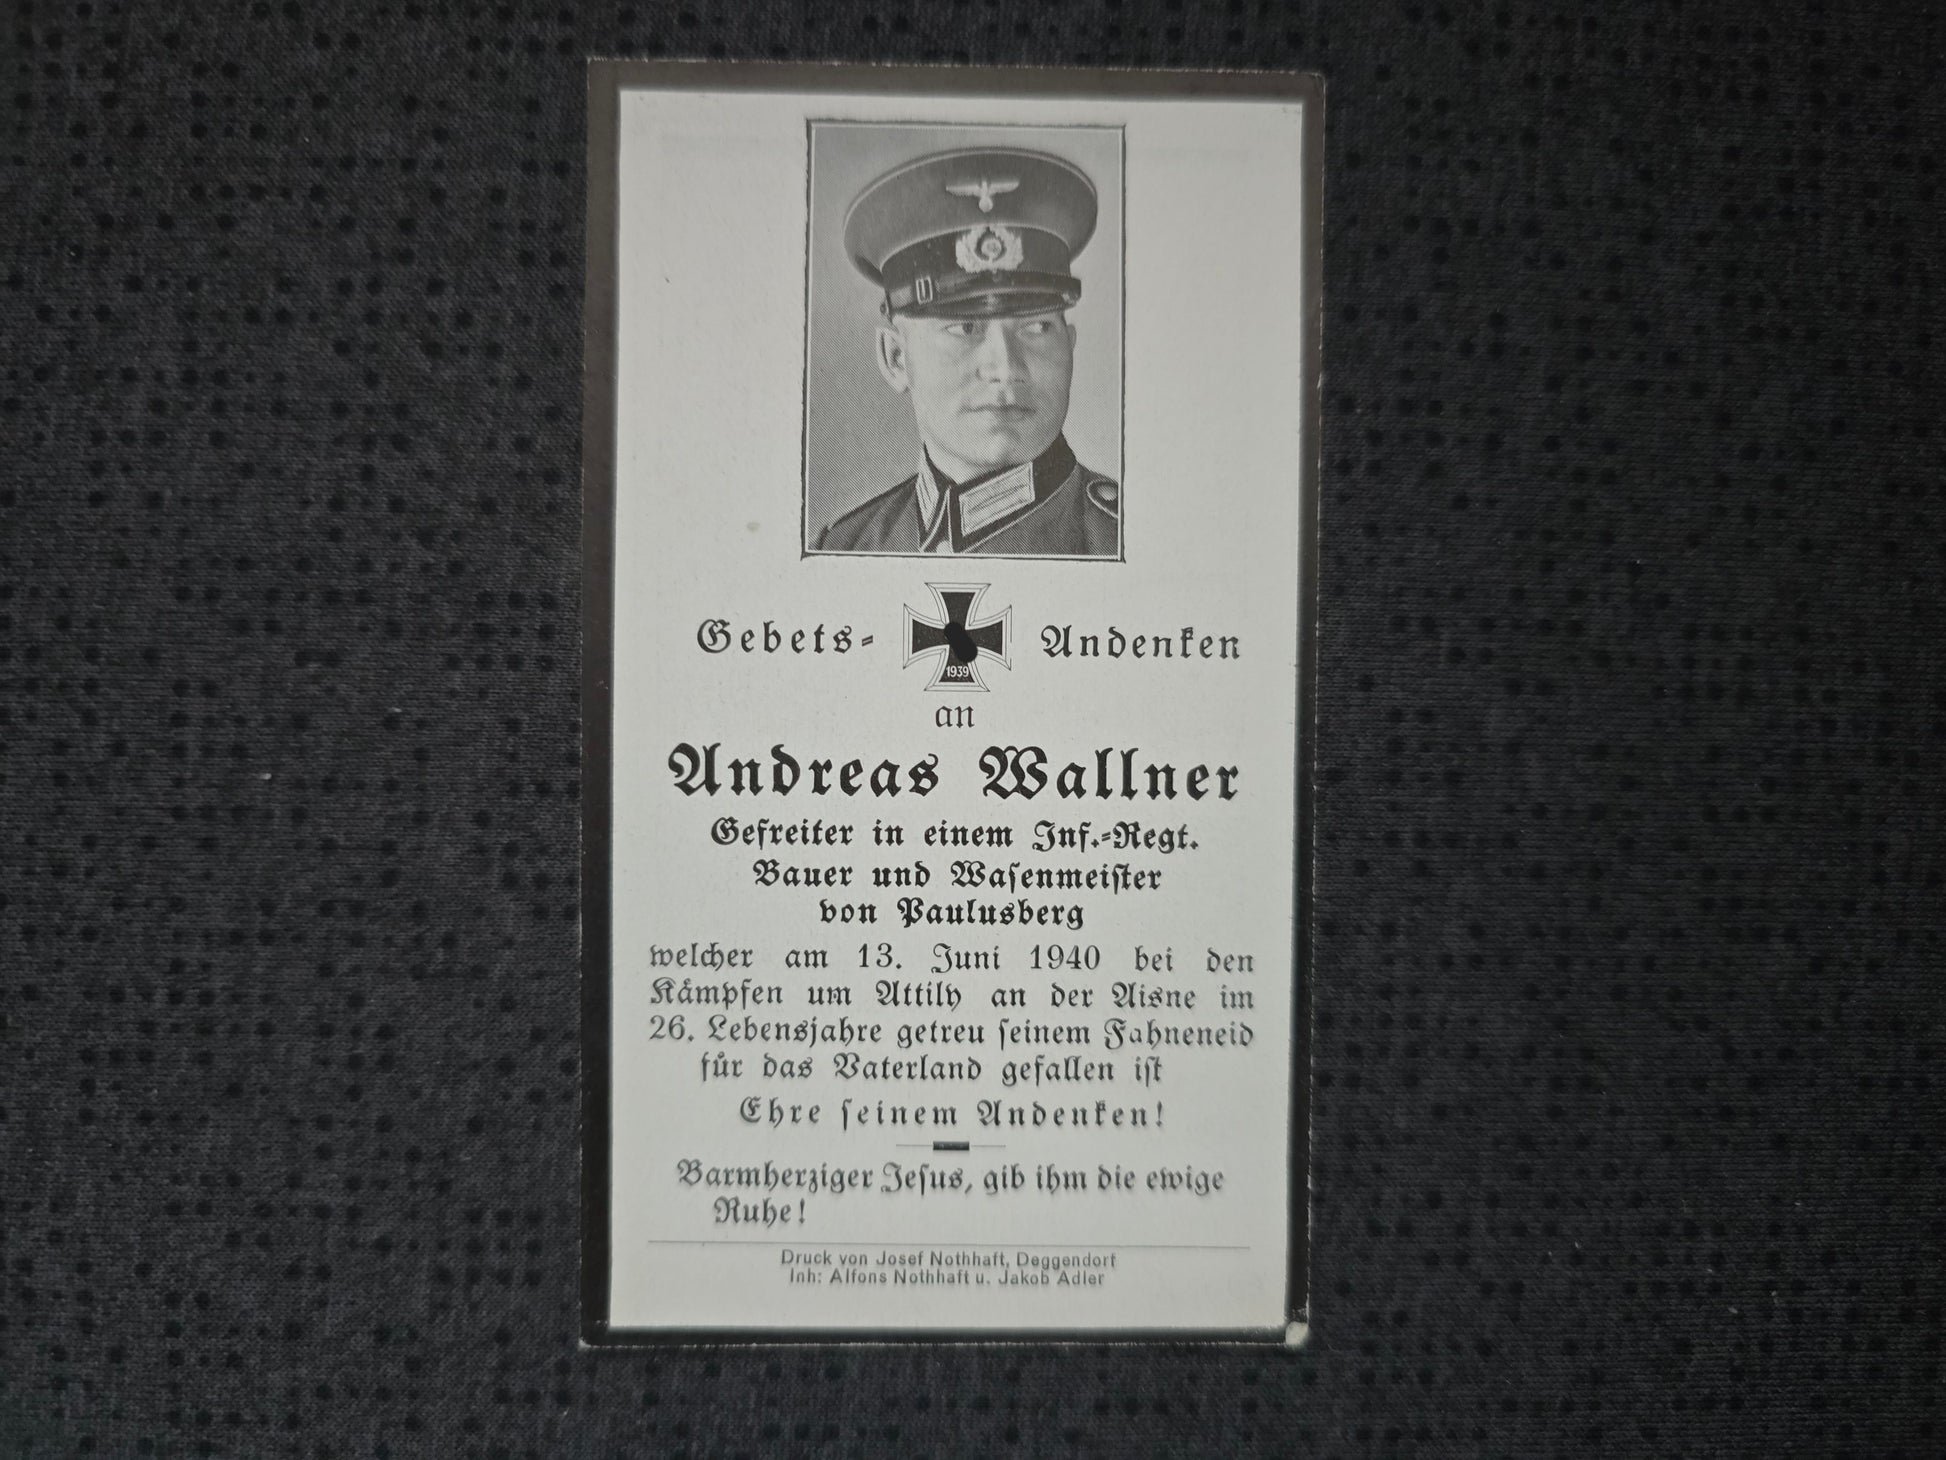 Gebets- Andenken
1939
an
Andreas Wallner
Gefreiter in einem Inf.-Regt.
Bauer und Wasenmeister
von Paulusberg
welcher am 13. Juni 1940 bei den
Kämpfen um Attily an der Aisne im
26. Lebensjahre getreu seinem Fahneneid
für das Vaterland gefallen ist
Ehre seinem Andenken!
Barmherziger Jesus, gib ihm die ewige
Ruhe!
Druck von Josef Nothhaft, Deggendorf
Inh: Alfons Nothhaft u. Jakob Adler